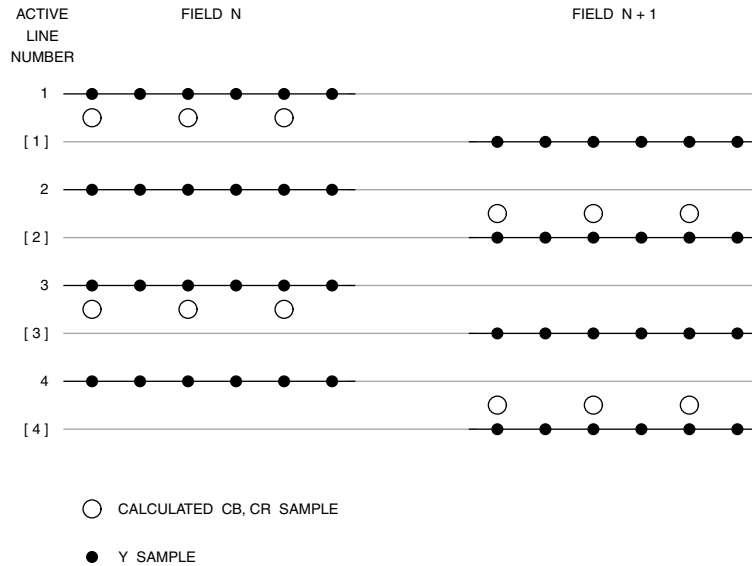 ACTIVE
LINE
NUMBER
FIELD N
FIELD N + 1
1
[ 1 ]
2
[ 2 ]
3
[ 3 ]
4
[ 4 ]
CALCULATED CB, CR SAMPLE
Y SAMPLE